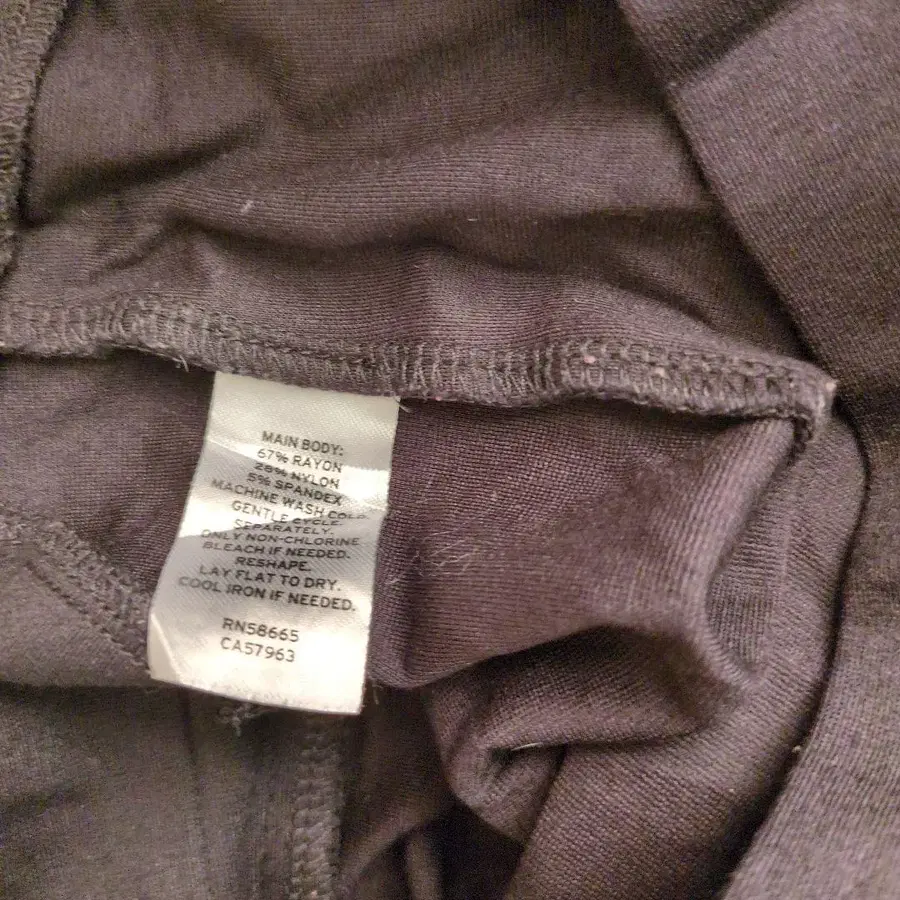 MAIN BODY:
67% RAYON
28% NYLON
5% SPANDEX
MACHINE WASH COLD
GENTLE CYCLE.
SEPARATELY.
ONLY NON-CHLORINE
BLEACH IF NEEDED.
RESHAPE.
LAY FLAT TO DRY.
COOL IRON IF NEEDED.
RN58665
CA57963